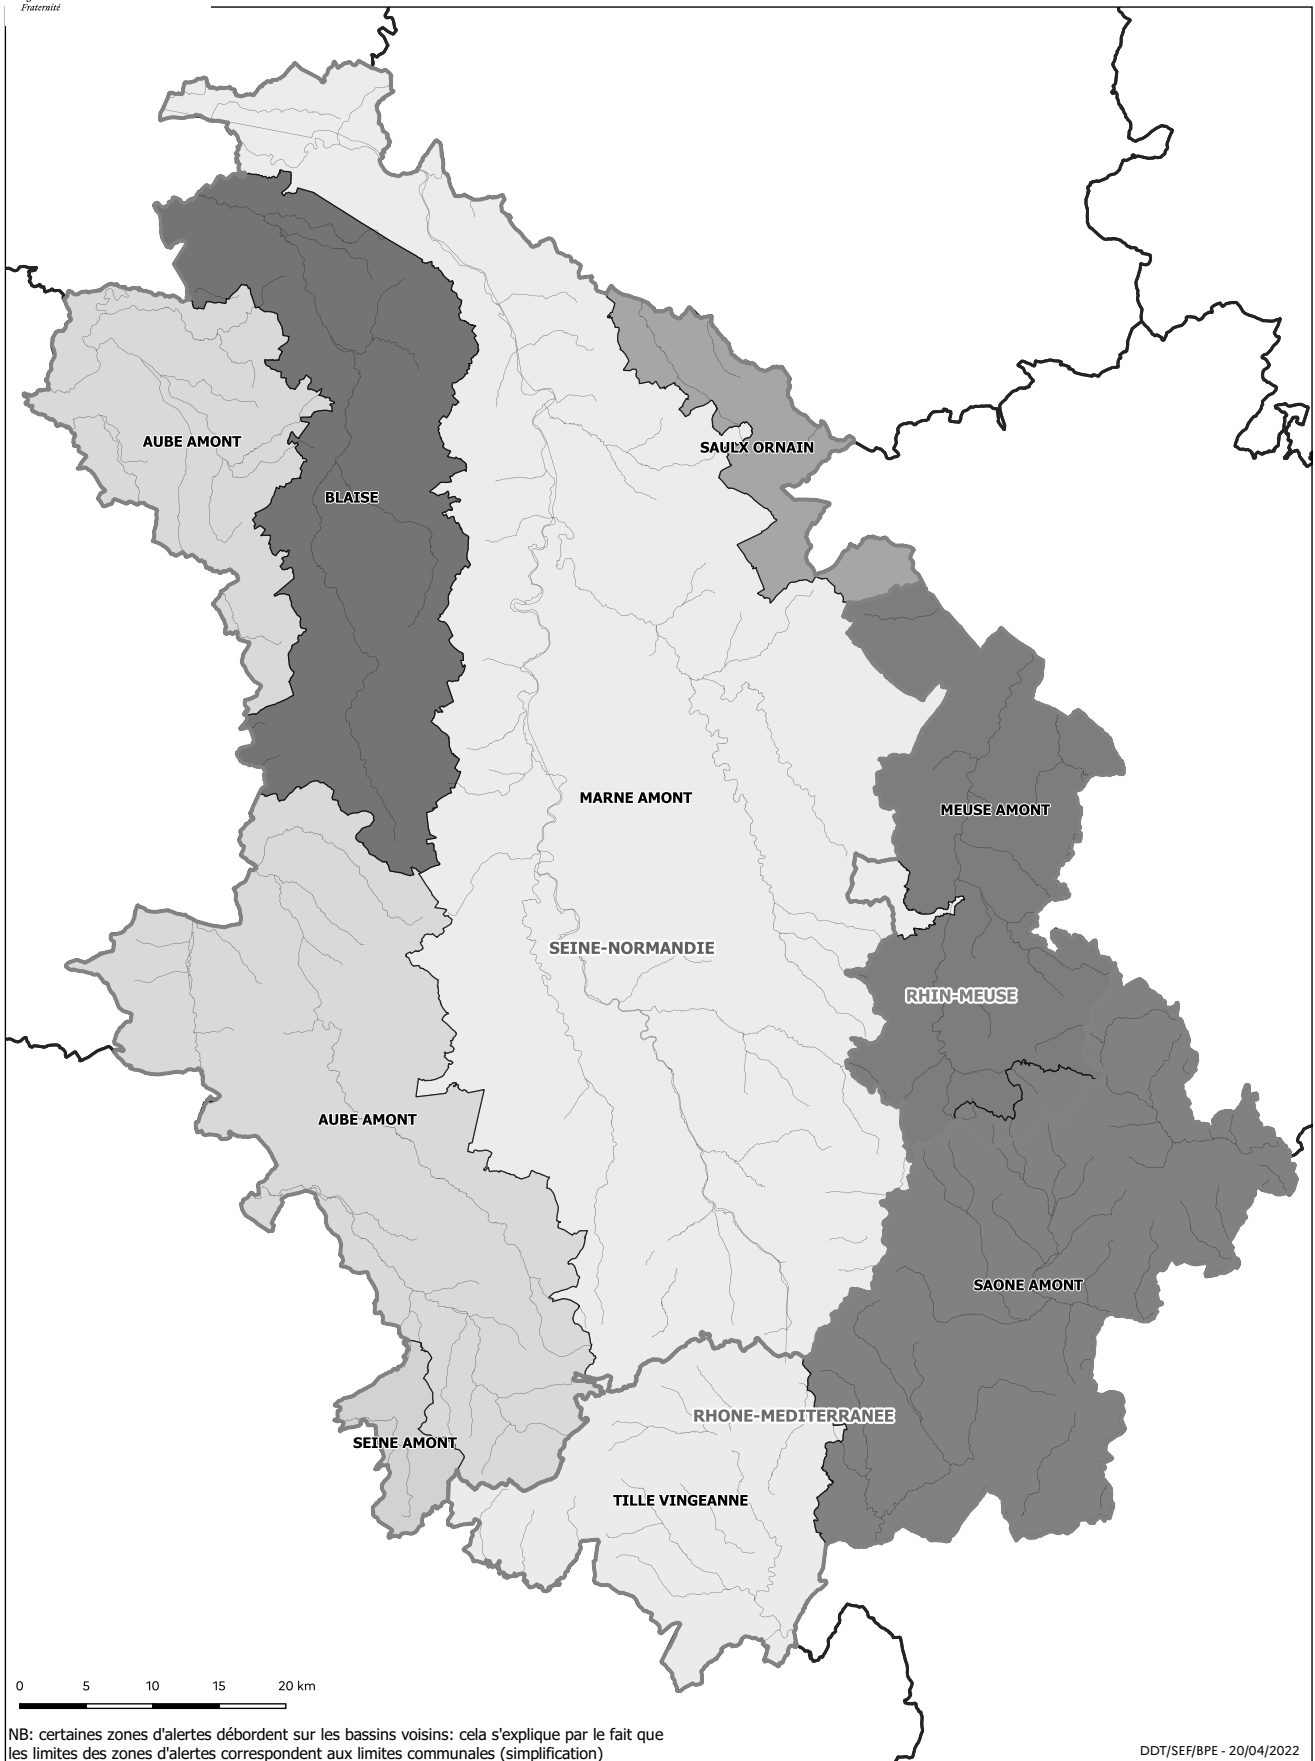 Fraternité
AUBE AMONT
SAULX ORNAIN
BLAISE
MARNE AMONT
MEUSE AMONT
SEINE-NORMANDIE
RHIN-MEUSE
AUBE AMONT
SAONE AMONT
RHONE-MEDITERRANEE
SEINE AMONT
TILLE VINGEANNE
0 5 10 15 20 km
NB: certaines zones d'alertes débordent sur les bassins voisins: cela s'explique par le fait que
les limites des zones d'alertes correspondent aux limites communales (simplification)
DDT/SEF/BPE - 20/04/2022